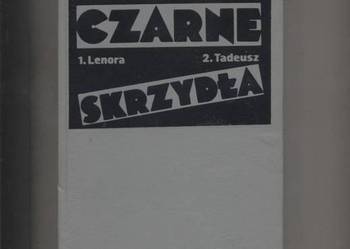 CZARNE
1. Lenora 2. Tadeusz
SKRZYDŁA